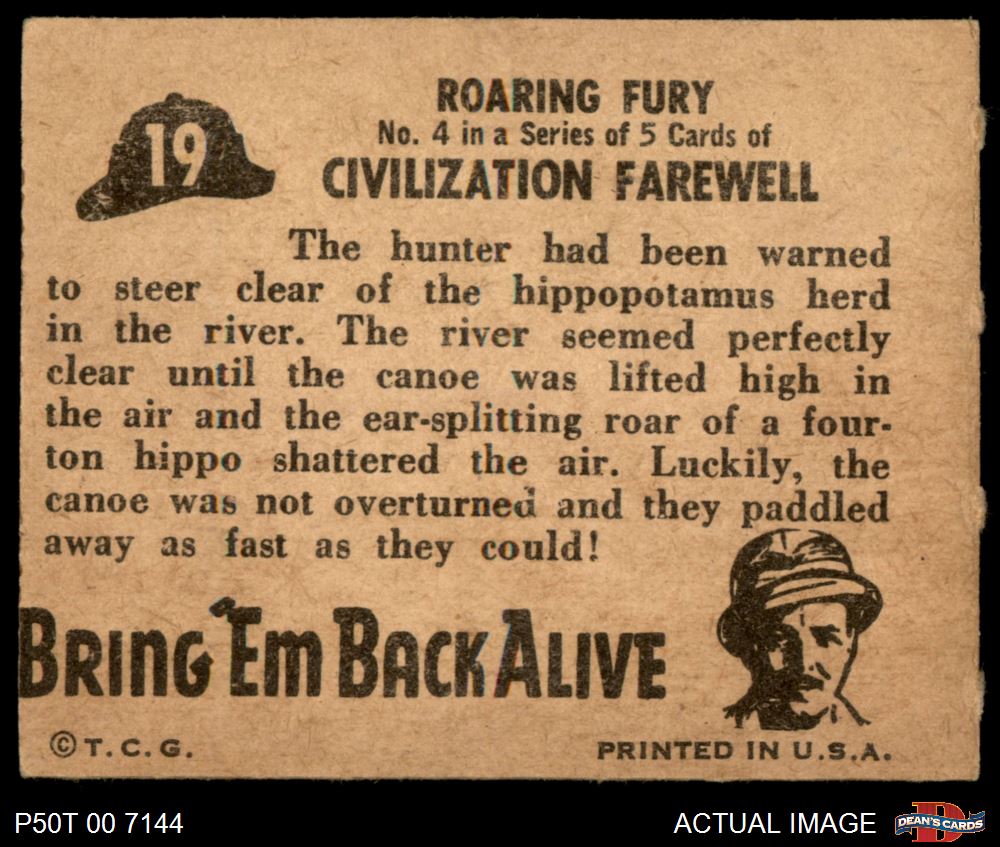 19
ROARING FURY
No. 4 in a Series of 5 Cards of
CIVILIZATION FAREWELL
The hunter had been warned
to steer clear of the hippopotamus herd
in the river. The river seemed perfectly
clear until the canoe was lifted high in
the air and the ear-splitting roar of a four-
ton hippo shattered the air. Luckily, the
canoe was not overturned and they paddled
away as fast as they could!
BRING 'EM BACK ALIVE
© T. C. G.
PRINTED IN U.S.A.
P50T 00 7144
ACTUAL IMAGE
DEAN'S CARDS